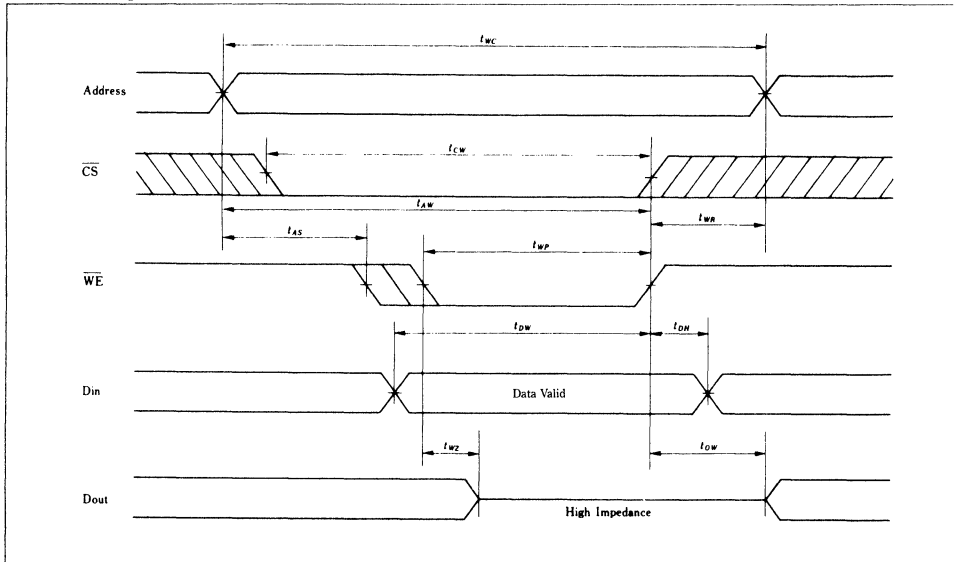 tWC
Address
tCW
CS
tAW
tAS
tWR
tWP
WE
tDW
tDH
Din
Data Valid
tWZ
tOW
Dout
High Impedance